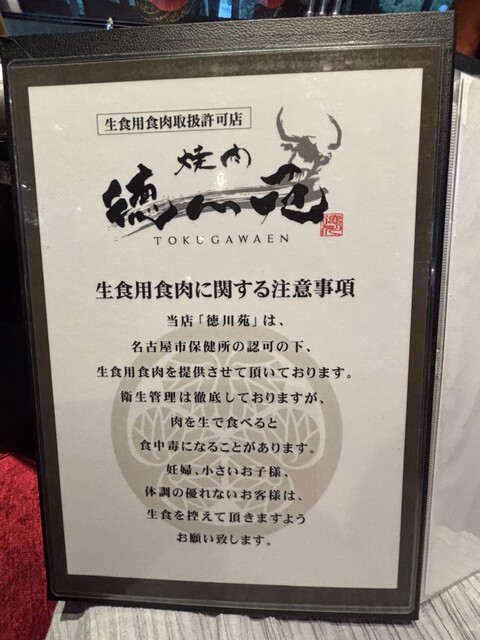 生食用食肉取扱許可店
焼肉
徳川苑
TOKUGAWAEN
生食用食肉に関する注意事項
当店「徳川苑」は、
名古屋市保健所の認可の下、
生食用食肉を提供させて頂いております。
衛生管理は徹底しておりますが、
肉を生で食べると
食中毒になることがあります。
妊婦、小さいお子様、
体調の優れないお客様は、
生食を控えて頂きますよう
お願い致します。